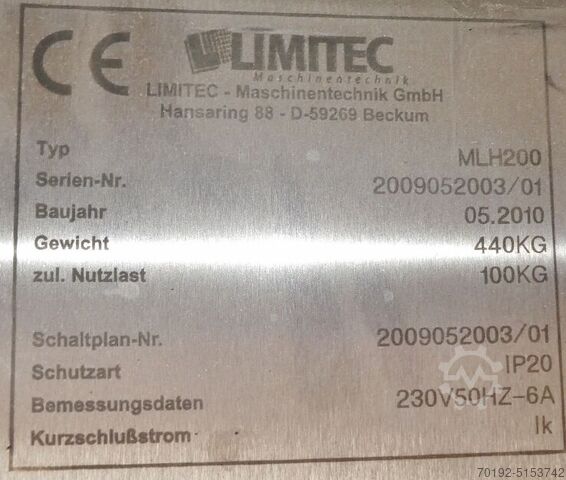 CE
LIMITEC
Maschinentechnik
LIMITEC - Maschinentechnik GmbH
Hansaring 88 - D-59269 Beckum
Typ MLH200
Serien-Nr. 2009052003/01
Baujahr 05.2010
Gewicht 440KG
zul. Nutzlast 100KG
Schaltplan-Nr. 2009052003/01
Schutzart IP20
Bemessungsdaten 230V50HZ-6A
Kurzschlußstrom Ik
70192-5153742